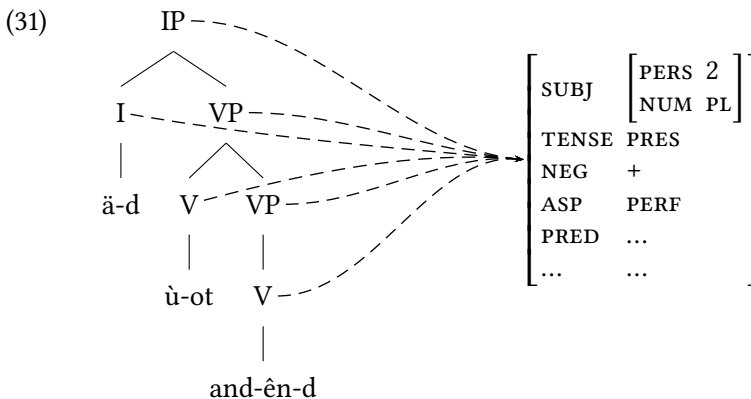 (31)
IP
I VP
ä-d V VP
ù-ot V
and-ên-d
SUBJ PERS 2
NUM PL
TENSE PRES
NEG +
ASP PERF
PRED ...
... ...